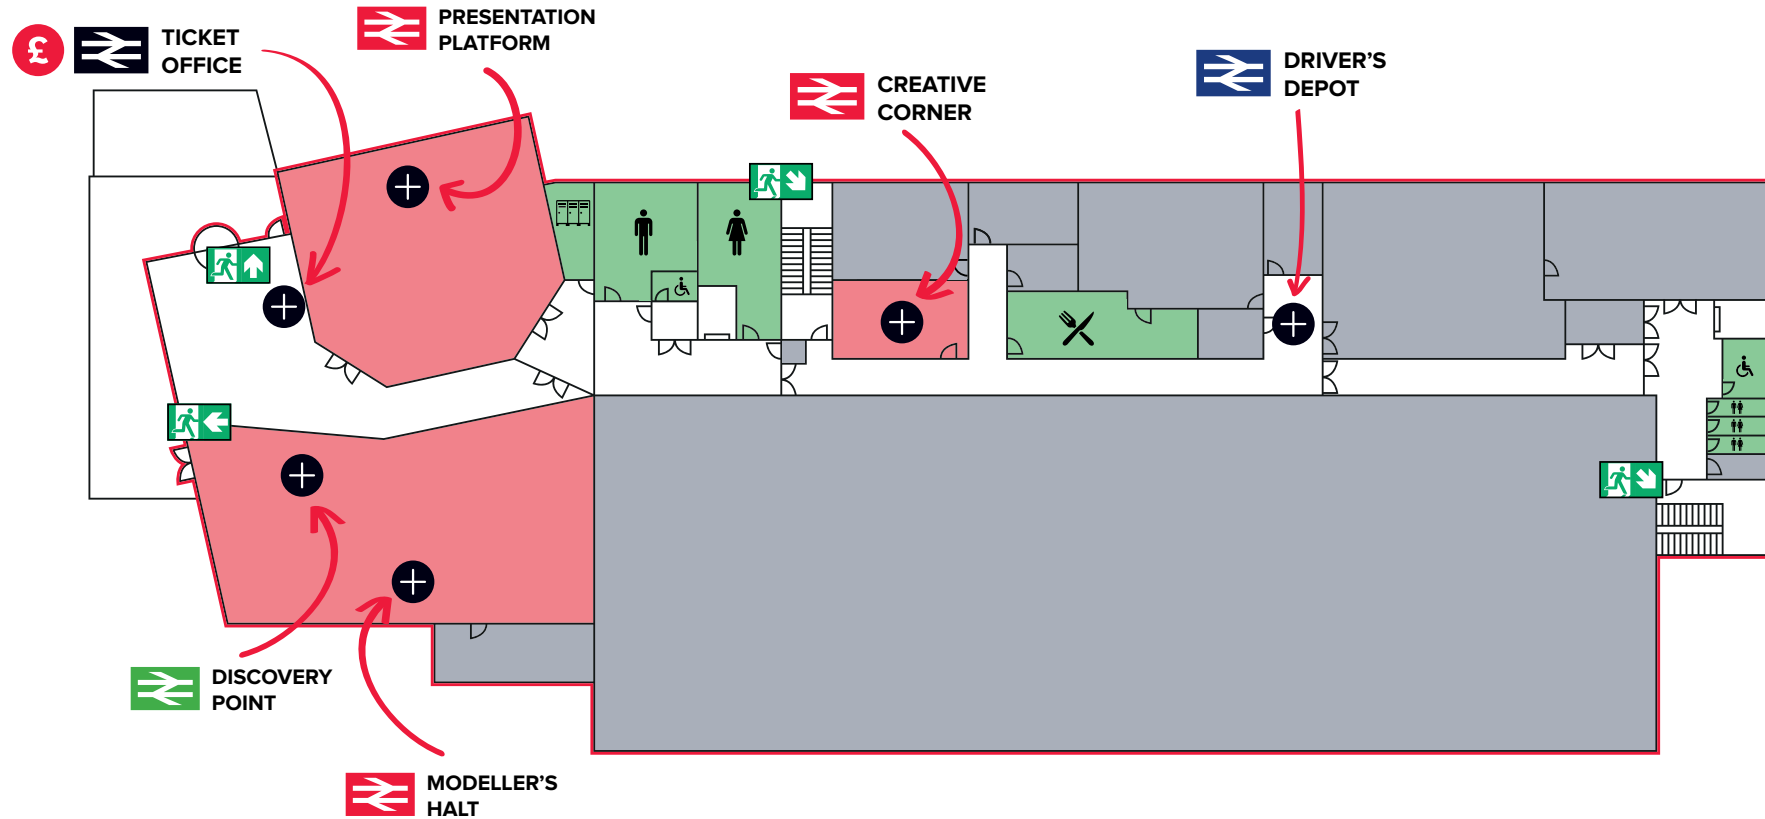 £
TICKET
OFFICE
PRESENTATION
PLATFORM
CREATIVE
CORNER
DRIVER'S
DEPOT
DISCOVERY
POINT
MODELLER'S
HALT